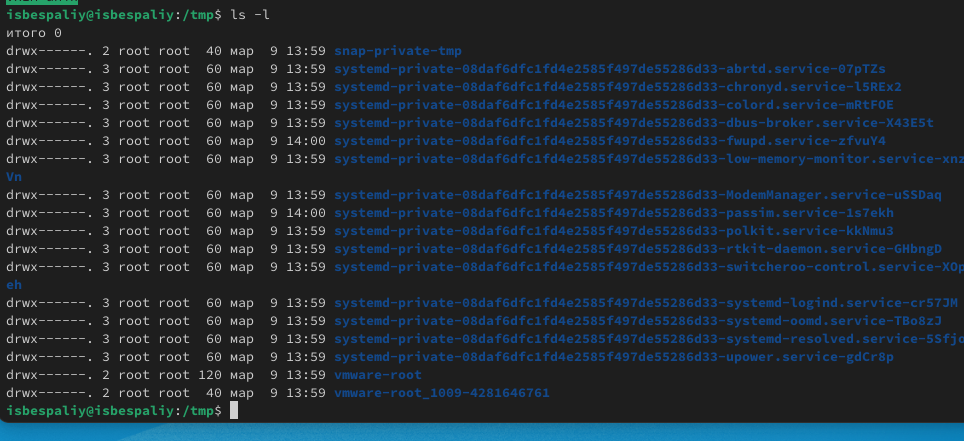 isbespaliy@isbespaliy:/tmp$ ls -l
итого 0
drwx------. 2 root root  40 мар  9 13:59 snap-private-tmp
drwx------. 3 root root  60 мар  9 13:59 systemd-private-08daf6dfc1fd4e2585f497de55286d33-abrtd.service-07pTZs
drwx------. 3 root root  60 мар  9 13:59 systemd-private-08daf6dfc1fd4e2585f497de55286d33-chronyd.service-l5REx2
drwx------. 3 root root  60 мар  9 13:59 systemd-private-08daf6dfc1fd4e2585f497de55286d33-colord.service-mRtFOE
drwx------. 3 root root  60 мар  9 13:59 systemd-private-08daf6dfc1fd4e2585f497de55286d33-dbus-broker.service-X43E5t
drwx------. 3 root root  60 мар  9 14:00 systemd-private-08daf6dfc1fd4e2585f497de55286d33-fwupd.service-zfvuY4
drwx------. 3 root root  60 мар  9 13:59 systemd-private-08daf6dfc1fd4e2585f497de55286d33-low-memory-monitor.service-xnz
Vn
drwx------. 3 root root  60 мар  9 13:59 systemd-private-08daf6dfc1fd4e2585f497de55286d33-ModemManager.service-uSSDaq
drwx------. 3 root root  60 мар  9 14:00 systemd-private-08daf6dfc1fd4e2585f497de55286d33-passim.service-1s7ekh
drwx------. 3 root root  60 мар  9 13:59 systemd-private-08daf6dfc1fd4e2585f497de55286d33-polkit.service-kkNmu3
drwx------. 3 root root  60 мар  9 13:59 systemd-private-08daf6dfc1fd4e2585f497de55286d33-rtkit-daemon.service-GHbngD
drwx------. 3 root root  60 мар  9 13:59 systemd-private-08daf6dfc1fd4e2585f497de55286d33-switcheroo-control.service-XOp
eh
drwx------. 3 root root  60 мар  9 13:59 systemd-private-08daf6dfc1fd4e2585f497de55286d33-systemd-logind.service-cr57JM
drwx------. 3 root root  60 мар  9 13:59 systemd-private-08daf6dfc1fd4e2585f497de55286d33-systemd-oomd.service-TBo8zJ
drwx------. 3 root root  60 мар  9 13:59 systemd-private-08daf6dfc1fd4e2585f497de55286d33-systemd-resolved.service-5Sfjo
drwx------. 3 root root  60 мар  9 13:59 systemd-private-08daf6dfc1fd4e2585f497de55286d33-upower.service-gdCr8p
drwx------. 2 root root 120 мар  9 13:59 vmware-root
drwx------. 2 root root  40 мар  9 13:59 vmware-root_1009-4281646761
isbespaliy@isbespaliy:/tmp$